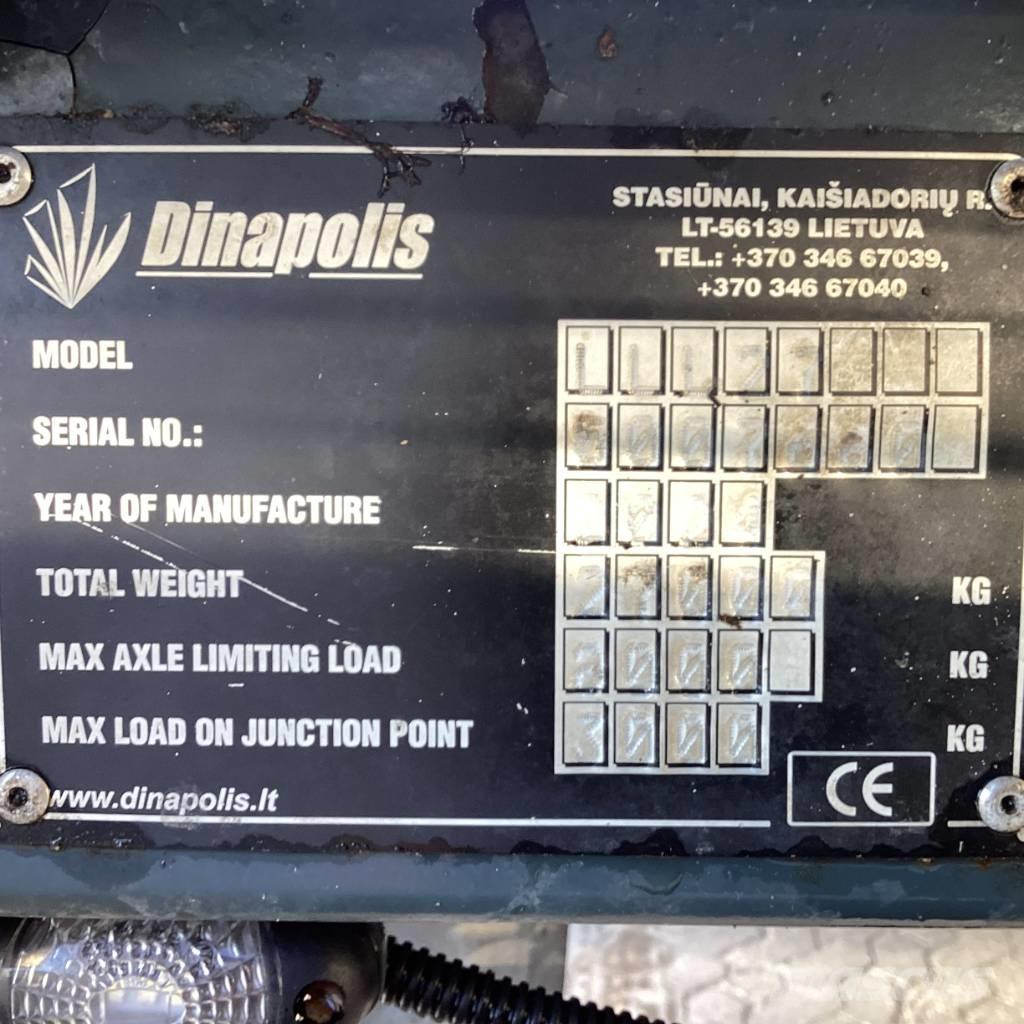 Dinapolis
STASIŪNAI, KAIŠIADORIŲ R.
LT-56139 LIETUVA
TEL.: +370 346 67039,
+370 346 67040
MODEL
SERIAL NO.:
YEAR OF MANUFACTURE
TOTAL WEIGHT KG
MAX AXLE LIMITING LOAD KG
MAX LOAD ON JUNCTION POINT KG
www.dinapolis.lt
CE